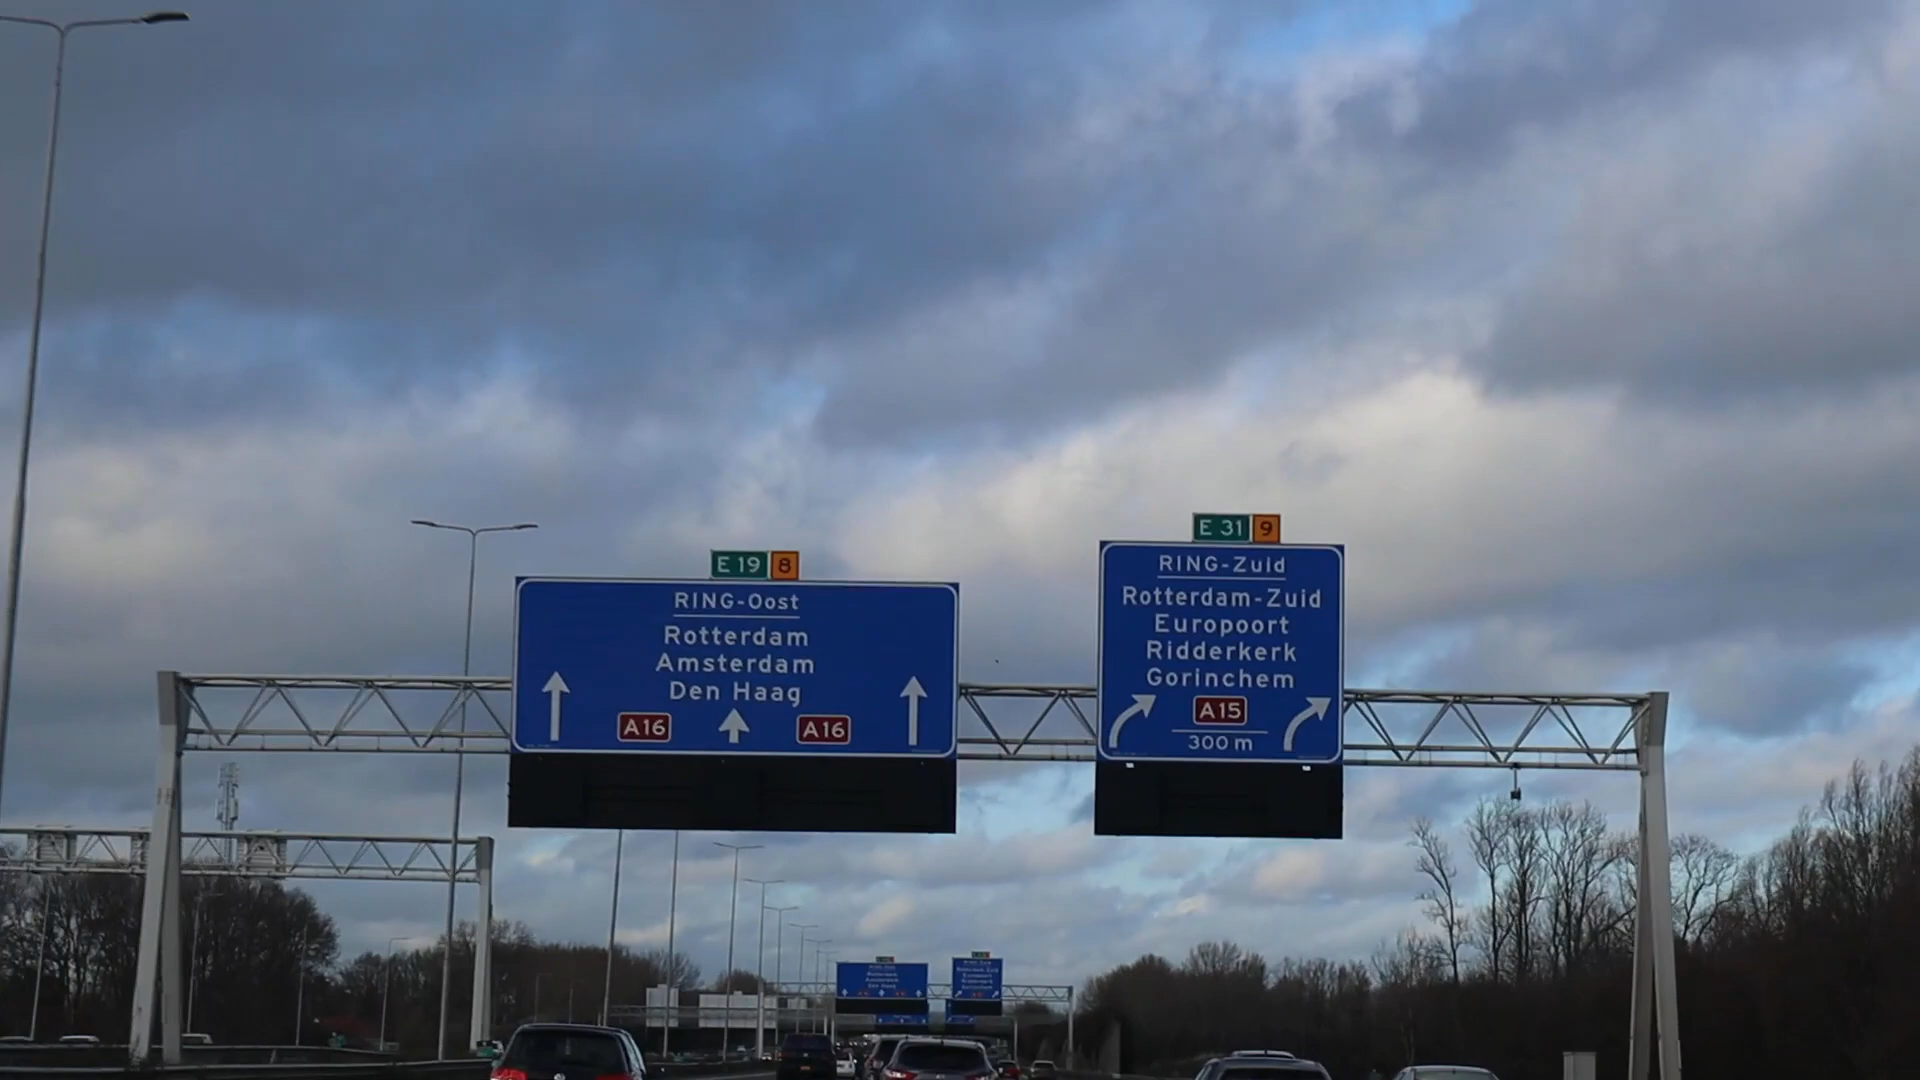 E 19 8
RING-Oost
Rotterdam
Amsterdam
Den Haag
A16 A16
E 31 9
RING-Zuid
Rotterdam-Zuid
Europoort
Ridderkerk
Gorinchem
A15
300 m